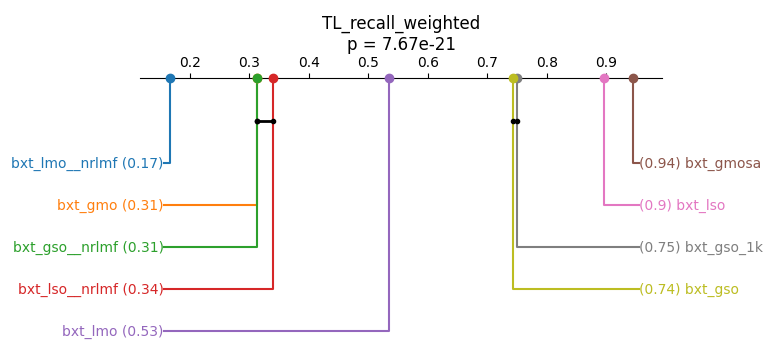 TL_recall_weighted
p = 7.67e-21
0.2 0.3 0.4 0.5 0.6 0.7 0.8 0.9
bxt_lmo__nrlmf (0.17)
(0.94) bxt_gmosa
bxt_gmo (0.31)
(0.9) bxt_lso
bxt_gso__nrlmf (0.31)
(0.75) bxt_gso_1k
bxt_lso__nrlmf (0.34)
(0.74) bxt_gso
bxt_lmo (0.53)